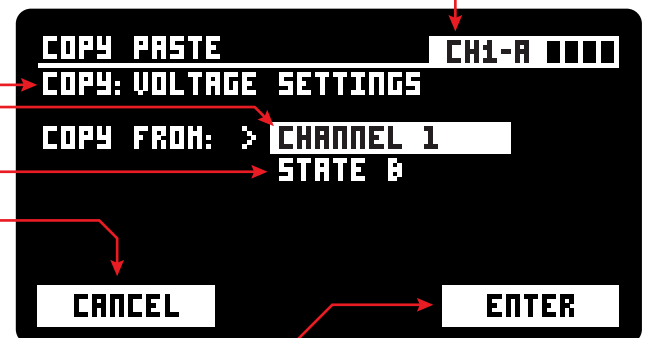 COPY PASTE CH1-A
COPY: VOLTAGE SETTINGS
COPY FROM: > CHANNEL 1
STATE B
CANCEL ENTER